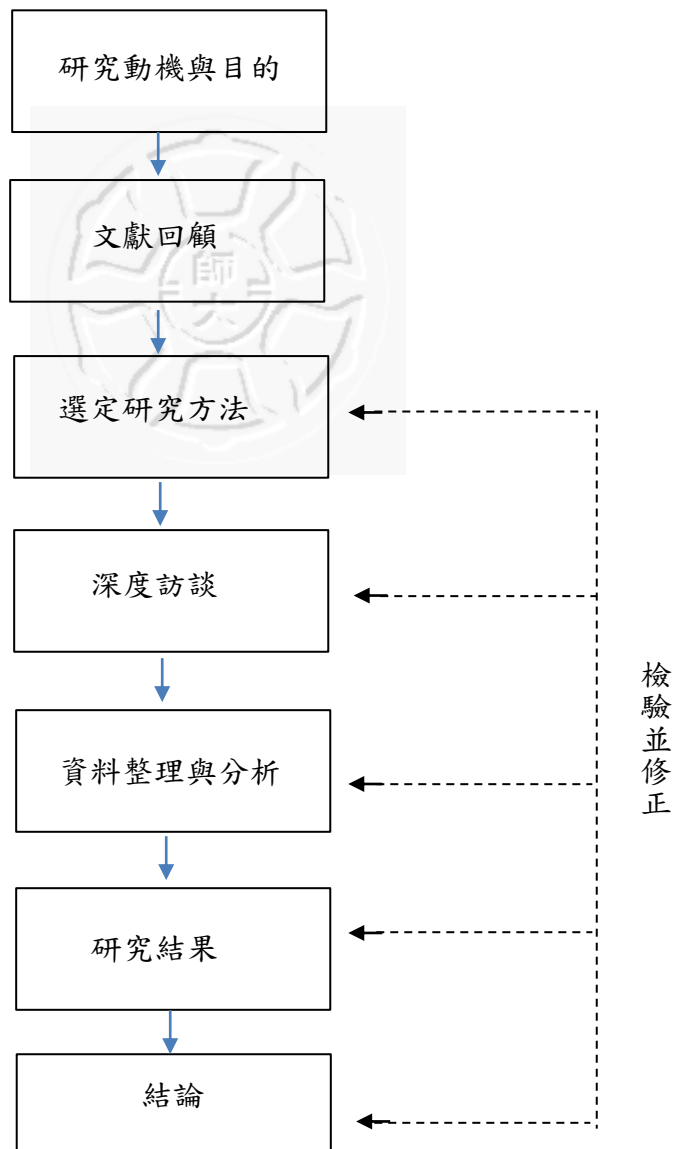 研究動機與目的
文獻回顧
師大
選定研究方法
深度訪談
資料整理與分析
檢驗並修正
研究結果
結論